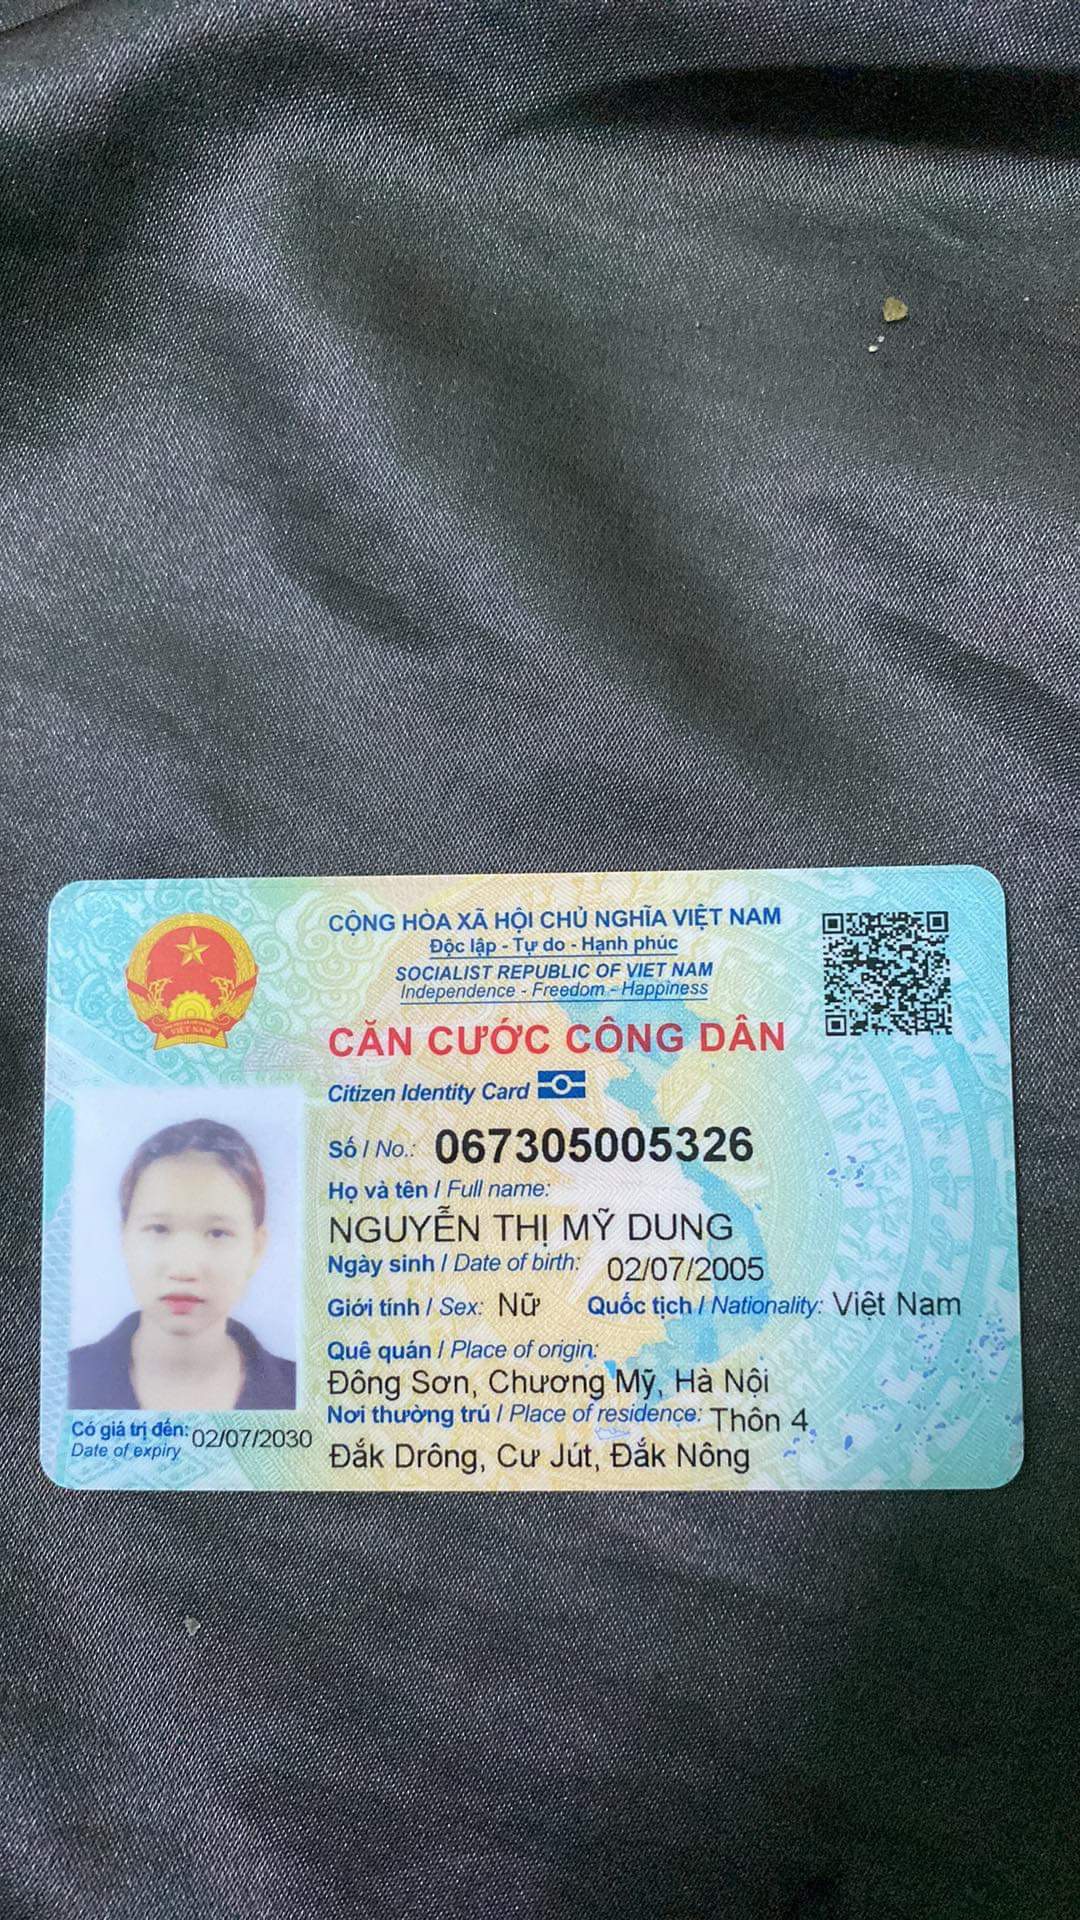 CỘNG HÒA XÃ HỘI CHỦ NGHĨA VIỆT NAM
Độc lập - Tự do - Hạnh phúc
SOCIALIST REPUBLIC OF VIET NAM
Independence - Freedom - Happiness
CĂN CƯỚC CÔNG DÂN
Citizen Identity Card
Số / No.: 067305005326
Họ và tên / Full name:
NGUYỄN THỊ MỸ DUNG
Ngày sinh / Date of birth: 02/07/2005
Giới tính / Sex: Nữ Quốc tịch / Nationality: Việt Nam
Quê quán / Place of origin:
Đông Sơn, Chương Mỹ, Hà Nội
Nơi thường trú / Place of residence: Thôn 4
Đắk Drông, Cư Jút, Đắk Nông
Có giá trị đến: 02/07/2030
Date of expiry
VIỆT NAM